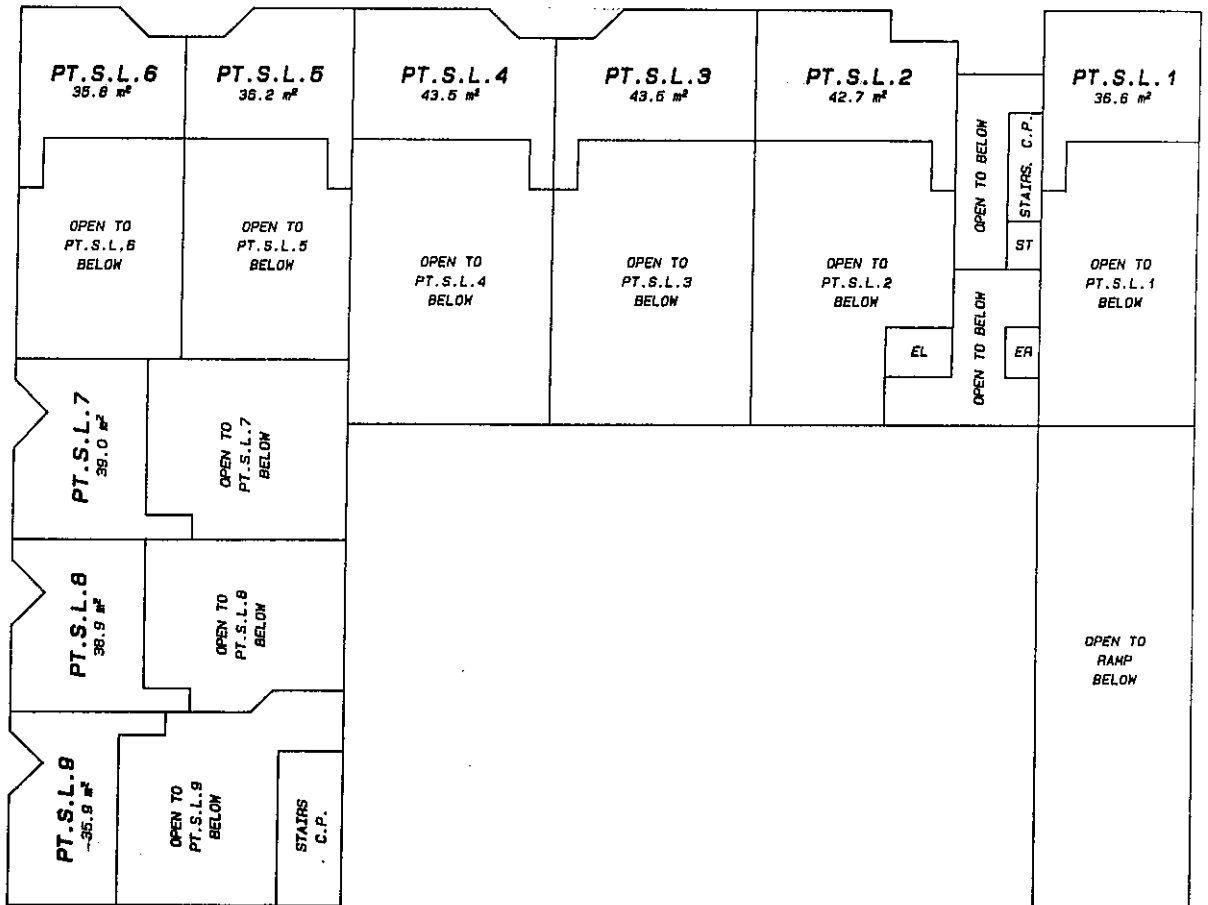 PT.S.L.6
35.8 m²
PT.S.L.5
36.2 m²
PT.S.L.4
43.5 m²
PT.S.L.3
43.6 m²
PT.S.L.2
42.7 m²
PT.S.L.1
36.6 m²
OPEN TO BELOW
STAIRS. C.P.
ST
OPEN TO
PT.S.L.6
BELOW
OPEN TO
PT.S.L.5
BELOW
OPEN TO
PT.S.L.4
BELOW
OPEN TO
PT.S.L.3
BELOW
OPEN TO
PT.S.L.2
BELOW
OPEN TO
PT.S.L.1
BELOW
EL
OPEN TO BELOW
ER
PT.S.L.7
39.0 m²
OPEN TO
PT.S.L.7
BELOW
PT.S.L.8
38.9 m²
OPEN TO
PT.S.L.8
BELOW
OPEN TO
RAMP
BELOW
PT.S.L.9
35.9 m²
OPEN TO
PT.S.L.9
BELOW
STAIRS
C.P.